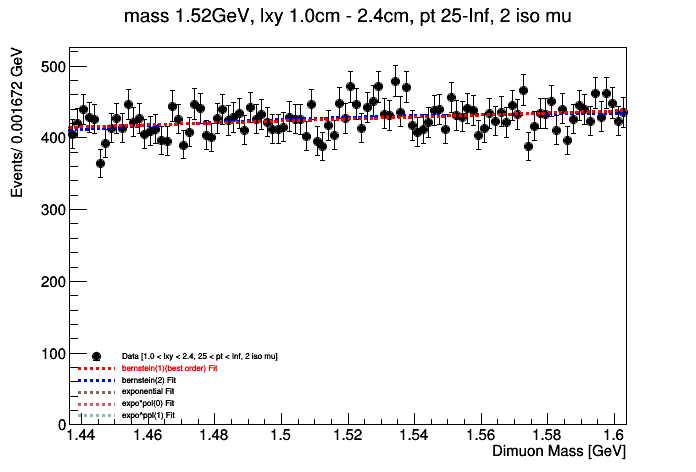 mass 1.52GeV, lxy 1.0cm - 2.4cm, pt 25-Inf, 2 iso mu
Events/ 0.001672 GeV
500
400
300
200
100
0
Data [1.0 < lxy < 2.4, 25 < pt < Inf, 2 iso mu]
bernstein(1)(best order) Fit
bernstein(2) Fit
exponential Fit
expo*pol(0) Fit
expo*ppl(1) Fit
1.44 1.46 1.48 1.5 1.52 1.54 1.56 1.58 1.6
Dimuon Mass [GeV]